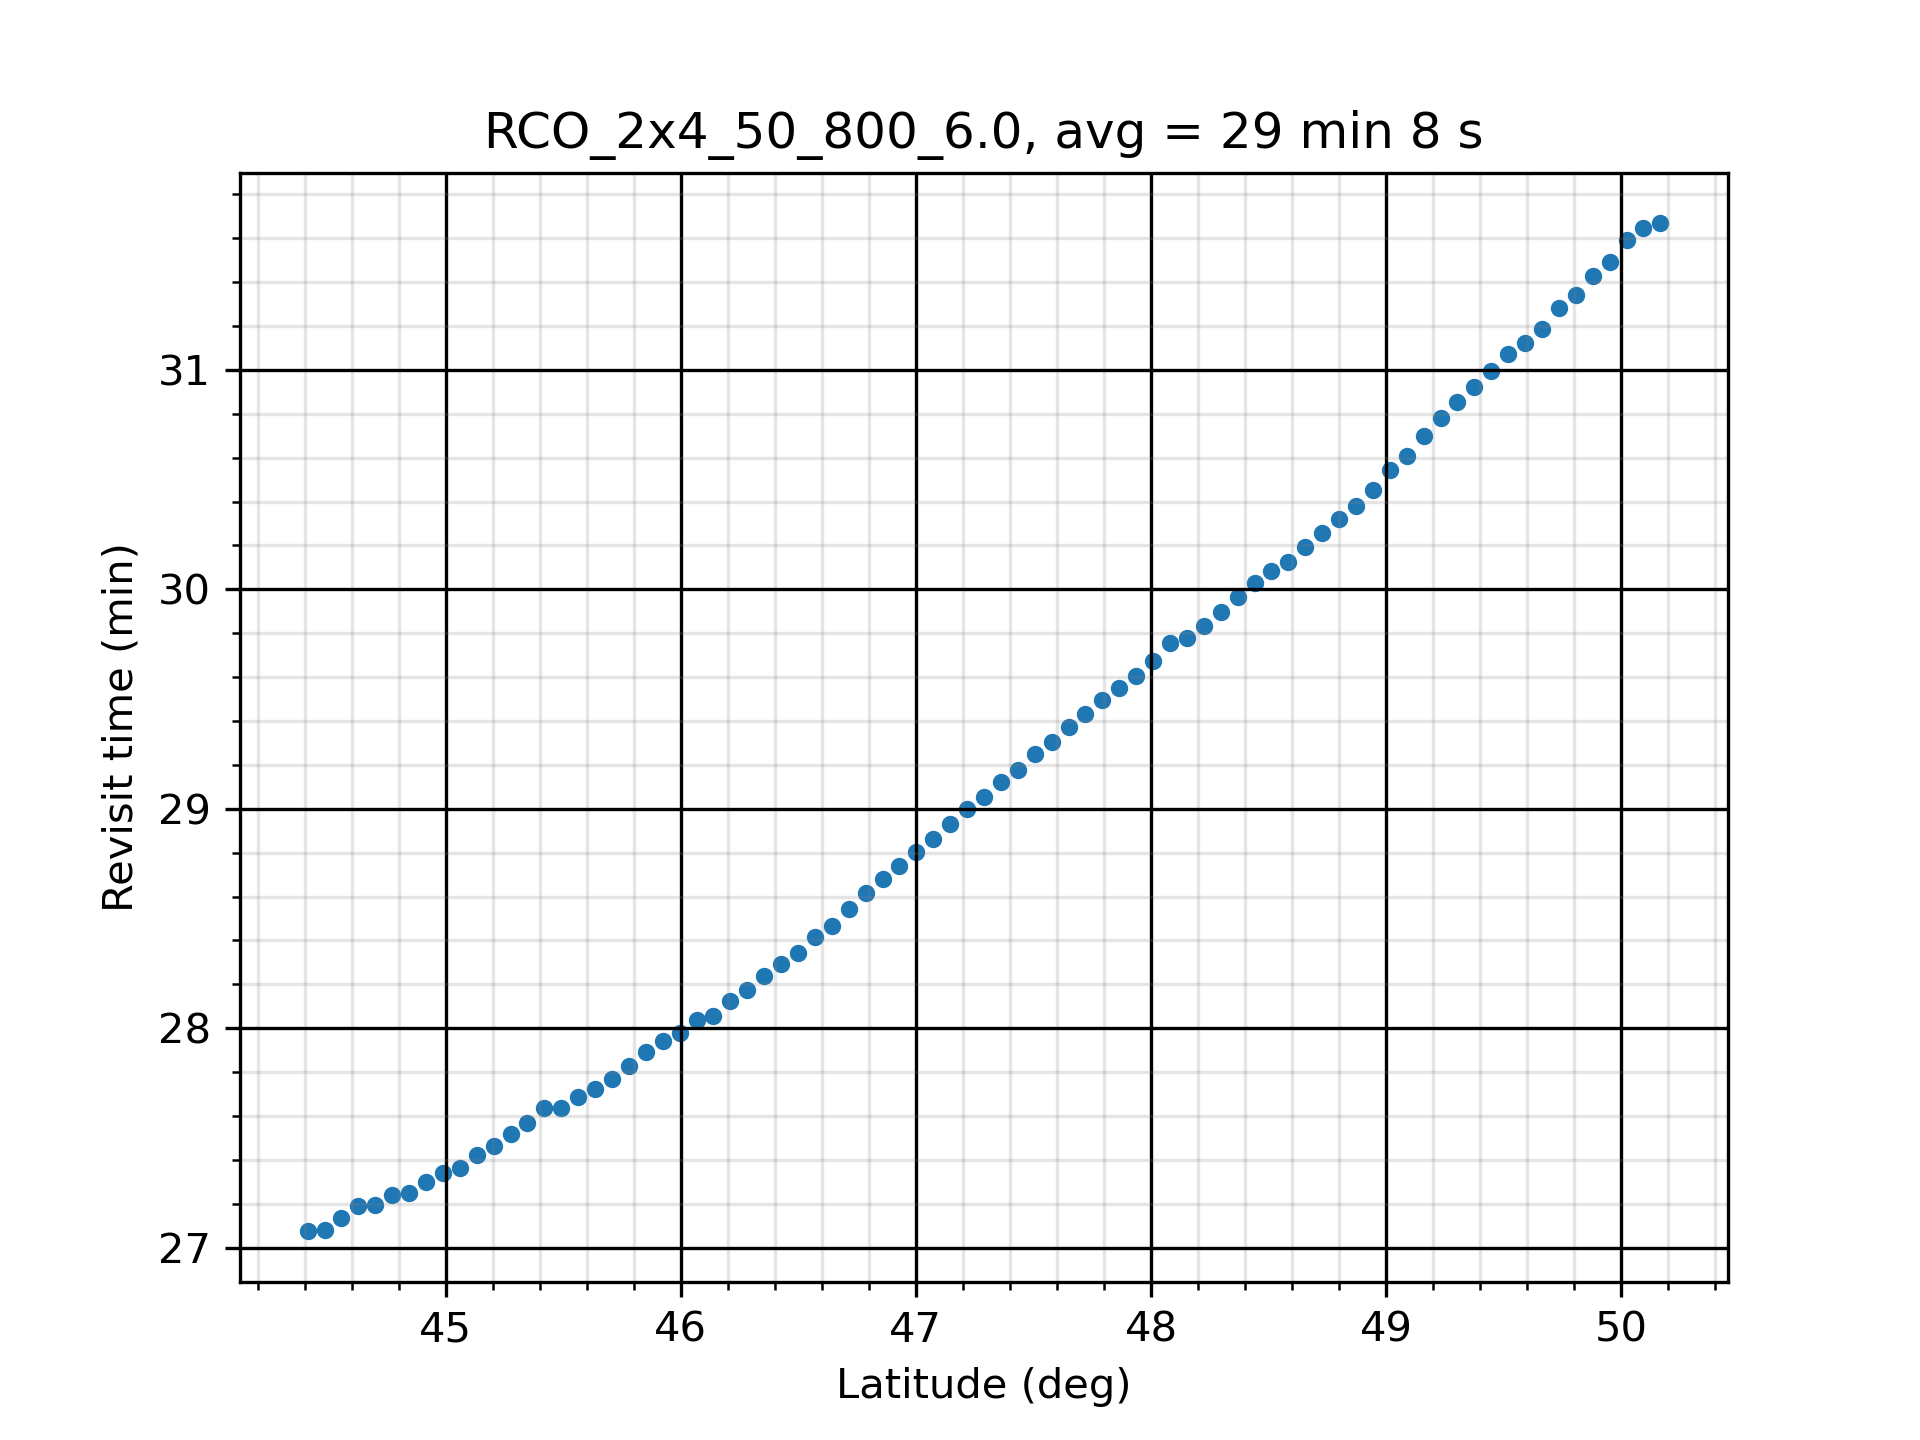 RCO_2x4_50_800_6.0, avg = 29 min 8 s
Revisit time (min)
31
30
29
28
27
45 46 47 48 49 50
Latitude (deg)